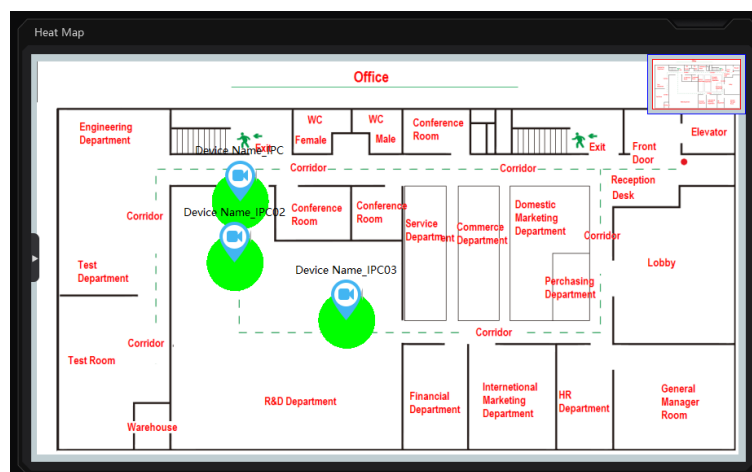 Heat Map
Office
Engineering
Department
Exit
WC
Female
WC
Male
Conference
Room
Exit
Front
Door
Elevator
Device Name_IPC
Corridor
Corridor
Reception
Desk
Device Name_IPC02
Corridor
Conference
Room
Conference
Room
Service
Department
Commerce
Department
Domestic
Marketing
Department
Corridor
Lobby
Test
Department
Device Name_IPC03
Perchasing
Department
Corridor
Corridor
Test Room
R&D Department
Financial
Department
International
Marketing
Department
HR
Department
General
Manager
Room
Warehouse